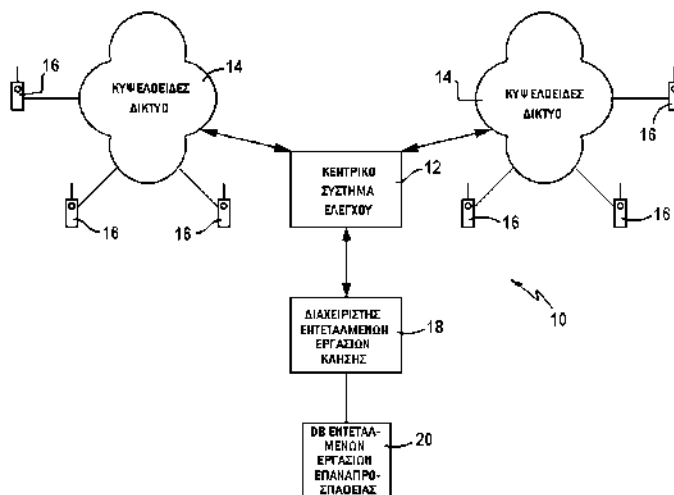 16
14
ΚΥΨΕΛΟΕΙΔΕΣ
ΔΙΚΤΥΟ
16
16
14
ΚΥΨΕΛΟΕΙΔΕΣ
ΔΙΚΤΥΟ
16
16
16
ΚΕΝΤΡΙΚΟ
ΣΥΣΤΗΜΑ
ΕΛΕΓΧΟΥ
12
10
ΔΙΑΧΕΙΡΙΣΤΗΣ
ΕΝΤΕΤΑΛΜΕΝΩΝ
ΕΡΓΑΣΙΩΝ
ΚΛΗΣΗΣ
18
DB ΕΝΤΕΤΑΛ-
ΜΕΝΩΝ
ΕΡΓΑΣΙΩΝ
ΕΠΑΝΑΠΡΟ-
ΣΠΑΘΕΙΑΣ
20